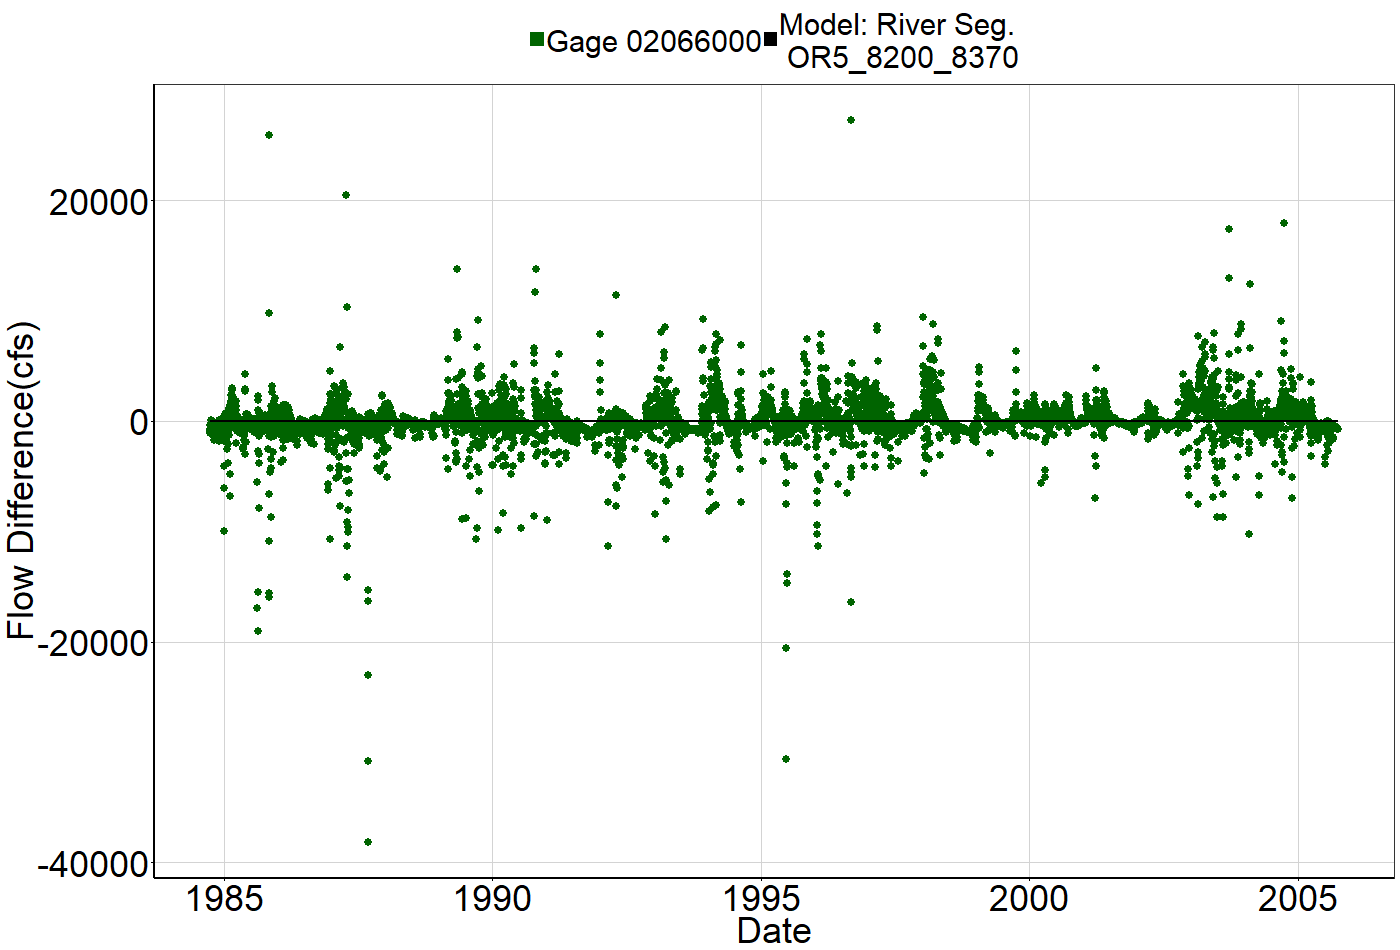 Gage 02066000
Model: River Seg.
OR5_8200_8370
Flow Difference(cfs)
20000
0
-20000
-40000
1985 1990 1995 2000 2005
Date